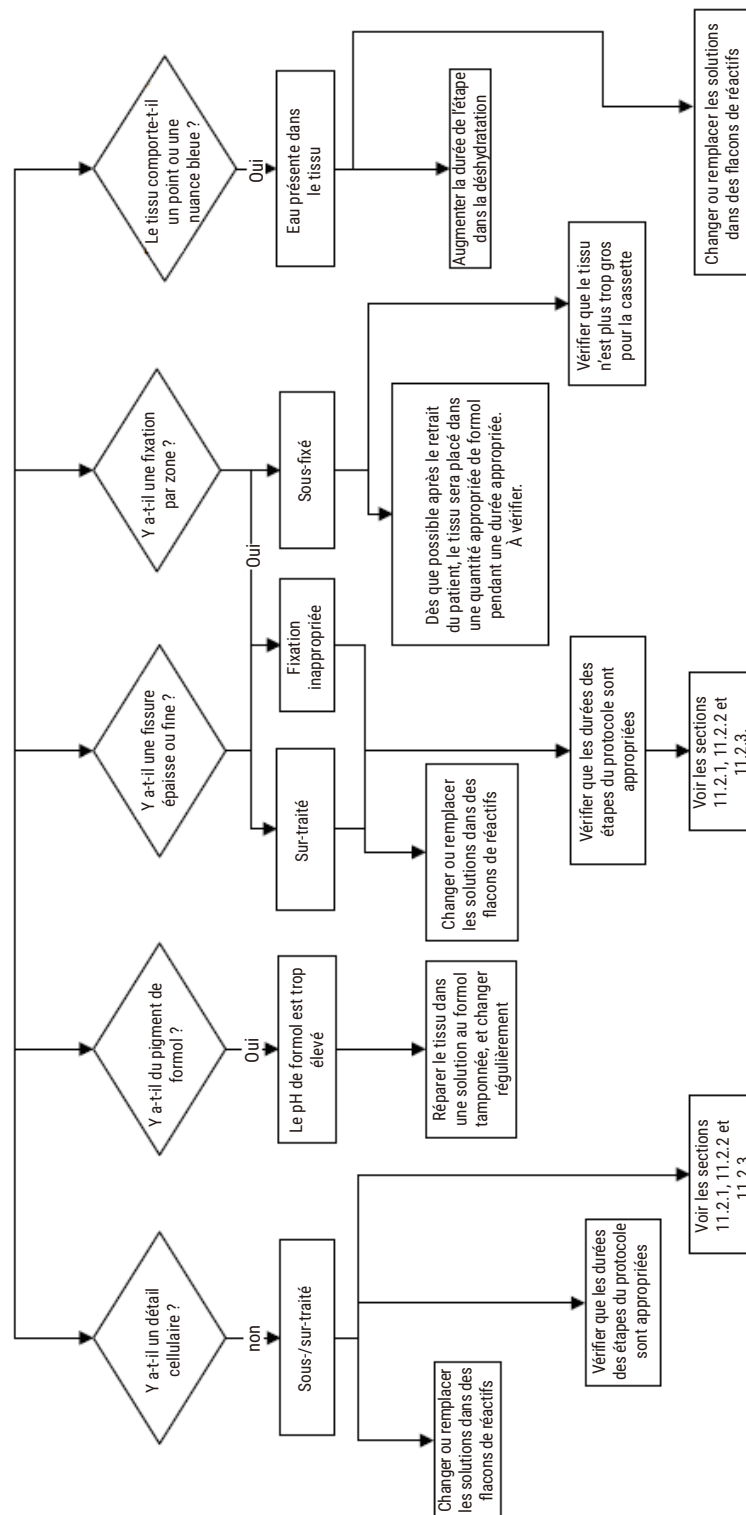 Y a-t-il un détail
cellulaire ?
non
Sous-/sur-traité
Changer ou remplacer
les solutions dans des
flacons de réactifs
Vérifier que les durées
des étapes du protocole
sont appropriées
Voir les sections
11.2.1, 11.2.2 et
11.2.3.
Y a-t-il du pigment de
formol ?
Oui
Le pH de formol est trop
élevé
Réparer le tissu dans
une solution au formol
tamponnée, et changer
régulièrement
Y a-t-il une fissure
épaisse ou fine ?
Sur-traité
Fixation
inappropriée
Changer ou remplacer
les solutions dans des
flacons de réactifs
Vérifier que les durées des
étapes du protocole sont
appropriées
Voir les sections
11.2.1, 11.2.2 et
11.2.3.
Y a-t-il une fixation
par zone ?
Oui
Sous-fixé
Dès que possible après le retrait
du patient, le tissu sera placé dans
une quantité appropriée de formol
pendant une durée appropriée.
À vérifier.
Vérifier que le tissu
n'est plus trop gros
pour la cassette
Le tissu comporte-t-il
un point ou une
nuance bleue ?
Oui
Eau présente dans
le tissu
Augmenter la durée de l'étape
dans la déshydratation
Changer ou remplacer les solutions
dans des flacons de réactifs